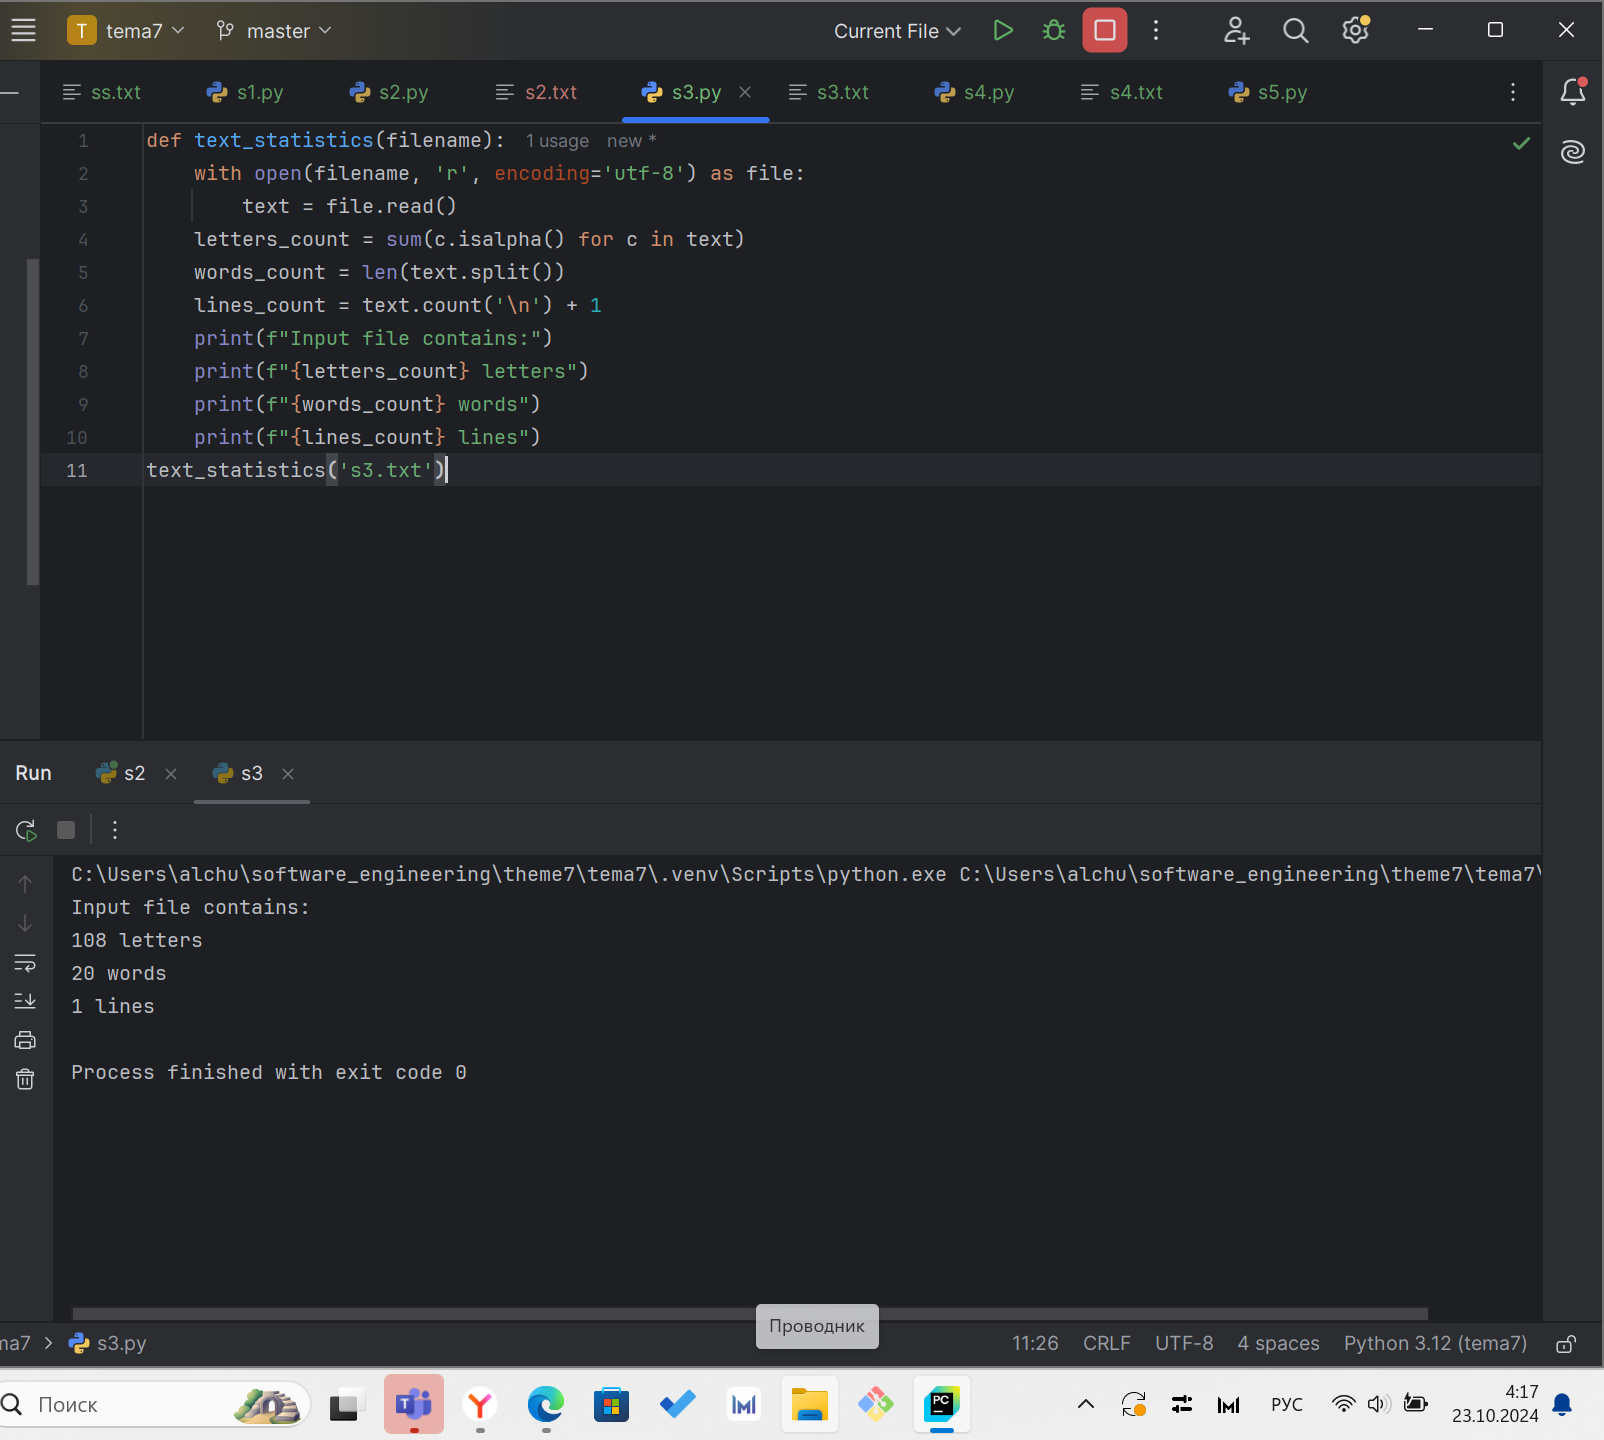 T tema7 master Current File
ss.txt s1.py s2.py s2.txt s3.py s3.txt s4.py s4.txt s5.py
1 def text_statistics(filename): 1 usage new *
2 with open(filename, 'r', encoding='utf-8') as file:
3 text = file.read()
4 letters_count = sum(c.isalpha() for c in text)
5 words_count = len(text.split())
6 lines_count = text.count('\n') + 1
7 print(f"Input file contains:")
8 print(f"{letters_count} letters")
9 print(f"{words_count} words")
10 print(f"{lines_count} lines")
11 text_statistics('s3.txt')
Run s2 s3
C:\Users\alchu\software_engineering\theme7\tema7\.venv\Scripts\python.exe C:\Users\alchu\software_engineering\theme7\tema7\
Input file contains:
108 letters
20 words
1 lines
Process finished with exit code 0
Проводник
ma7 > s3.py 11:26 CRLF UTF-8 4 spaces Python 3.12 (tema7)
Поиск РУС 4:17
23.10.2024